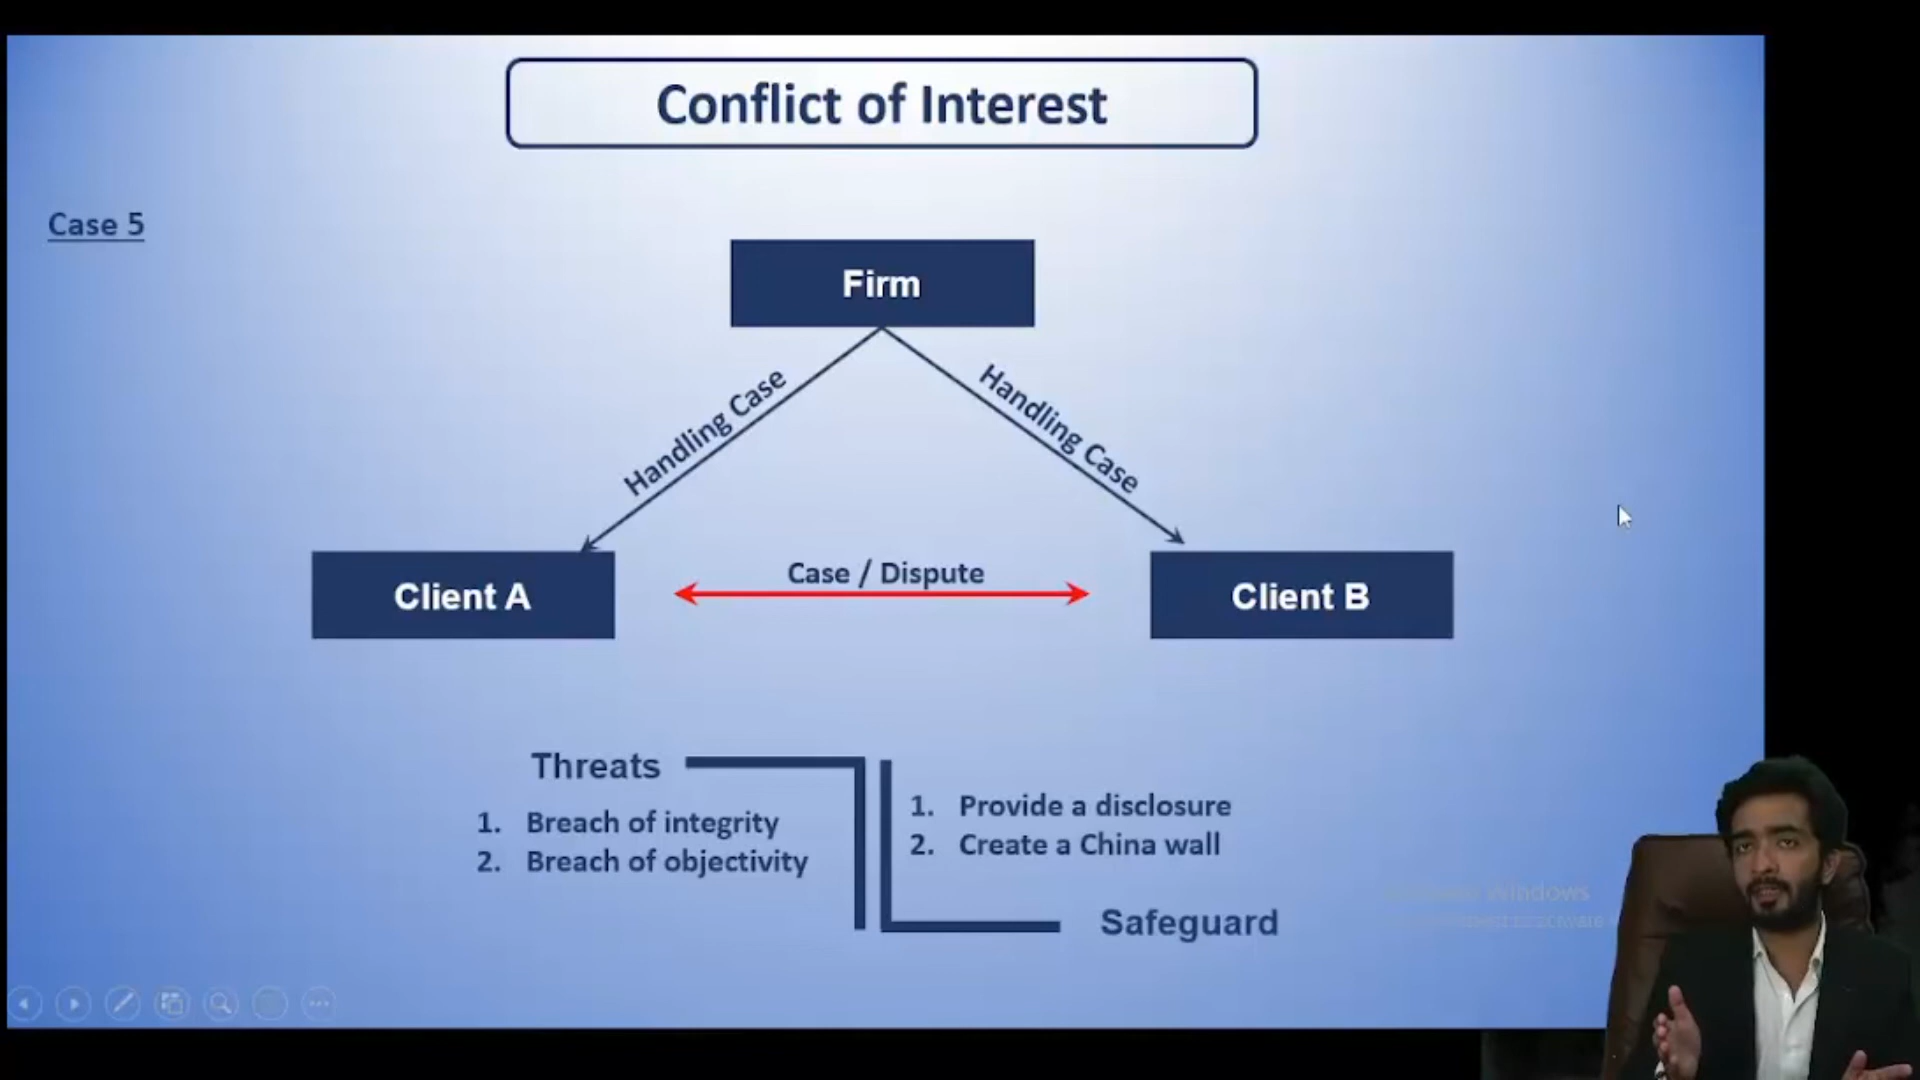 Conflict of Interest
Case 5
Firm
Handling Case
Handling Case
Client A
Case / Dispute
Client B
Threats
1. Breach of integrity
2. Breach of objectivity
1. Provide a disclosure
2. Create a China wall
Safeguard
Windows